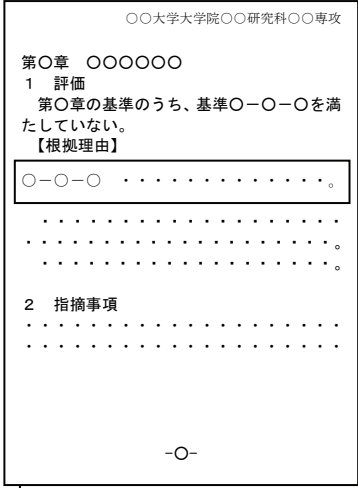 ○○大学大学院○○研究科○○専攻
第○章　○○○○○○
１　評価
第○章の基準のうち、基準○－○－○を満
たしていない。
【根拠理由】
○－○－○　・・・・・・・・・・・・・。
・・・・・・・・・・・・・・・・・
・・・・・・・・・・・・・・・・・。
・・・・・・・・・・・・・・・・。
２　指摘事項
・・・・・・・・・・・・・・・・・・
・・・・・・・・・・・・・・・・・・
-○-